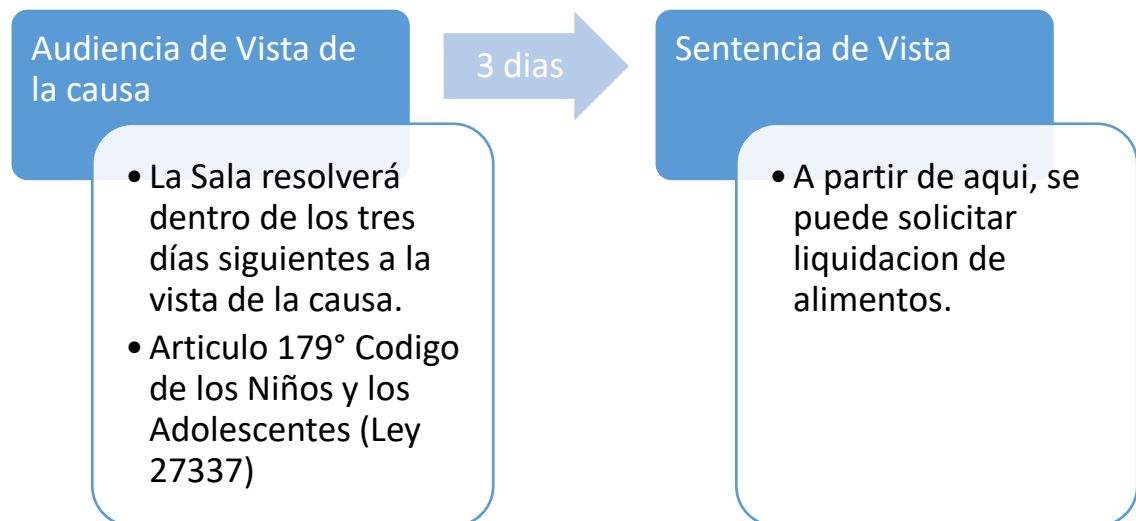 Audiencia de Vista de
la causa
• La Sala resolverá
dentro de los tres
días siguientes a la
vista de la causa.
• Articulo 179° Codigo
de los Niños y los
Adolescentes (Ley
27337)
3 dias
Sentencia de Vista
• A partir de aqui, se
puede solicitar
liquidacion de
alimentos.